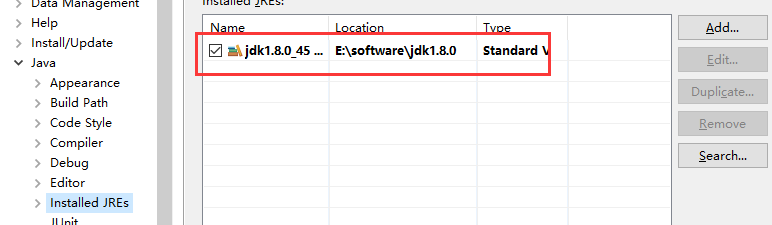 Data Management
Help
Install/Update
Java
Appearance
Build Path
Code Style
Compiler
Debug
Editor
Installed JREs
JUnit
Installed JREs:
Name Location Type
jdk1.8.0_45 ... E:\software\jdk1.8.0 Standard V
Add...
Edit...
Duplicate...
Remove
Search...